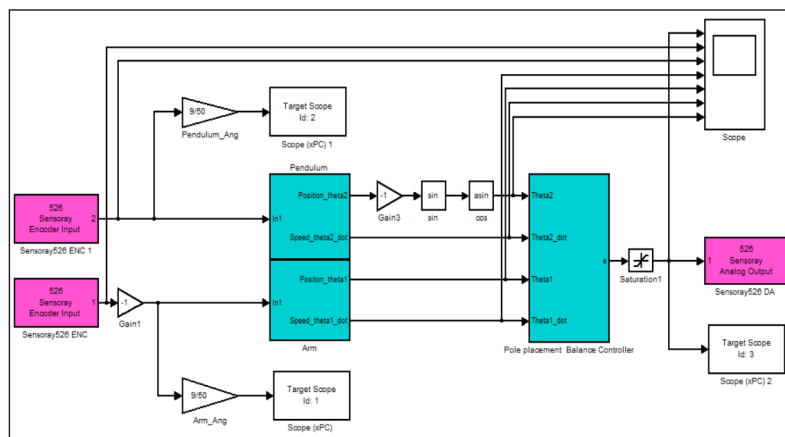 Scope
9/50
Pendulum_Ang
Target Scope
Id: 2
Scope (xPC) 1
526
Sensoray
Encoder Input
2
Sensoray526 ENC 1
Pendulum
In1
Position_theta2
Speed_theta2_dot
-1
Gain3
sin
sin
asin
cos
Theta2
Theta2_dot
Theta1
Theta1_dot
e
Pole placement Balance Controller
Saturation1
1
526
Sensoray
Analog Output
Sensoray526 DA
526
Sensoray
Encoder Input
1
Sensoray526 ENC
-1
Gain1
In1
Positon_theta1
Speed_theta1_dot
Arm
Target Scope
Id: 3
Scope (xPC) 2
9/50
Arm_Ang
Target Scope
Id: 1
Scope (xPC)